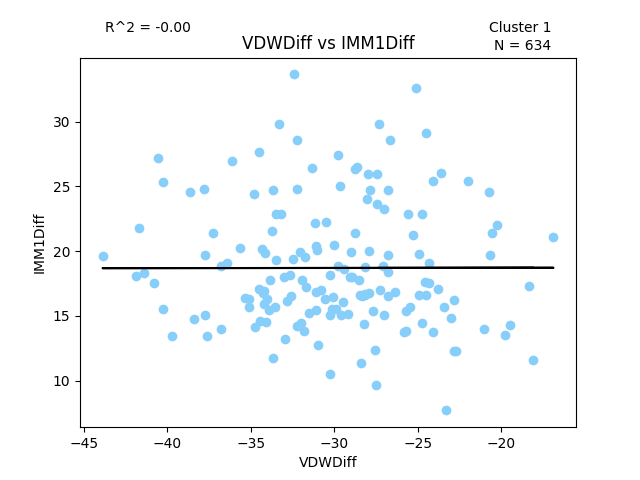 R^2 = -0.00
Cluster 1
VDWDiff vs IMM1Diff
N = 634
IMM1Diff
30
25
20
15
10
−45
−40
−35
−30
−25
−20
VDWDiff